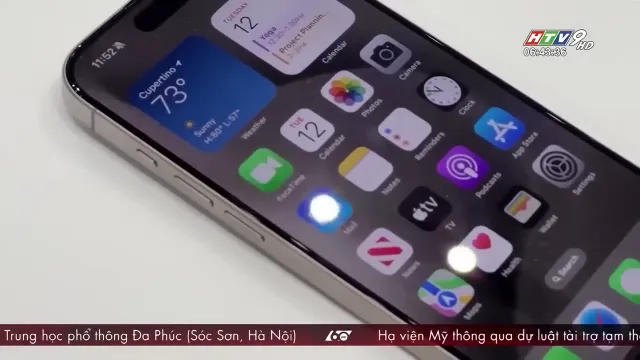 HTV9 HD
06:43:36
11:52
TUESDAY
12
Yoga
Project Plannin...
Calendar
Cupertino
73°
Sunny
H:80° L:57°
Weather
FaceTime
TUE
12
Calendar
Photos
Camera
Mail
Notes
Reminders
Clock
News
TV
Podcasts
App Store
Maps
Health
Wallet
Settings
Search
Trung học phổ thông Đa Phúc (Sóc Sơn, Hà Nội)
60
Hạ viện Mỹ thông qua dự luật tài trợ tạm th